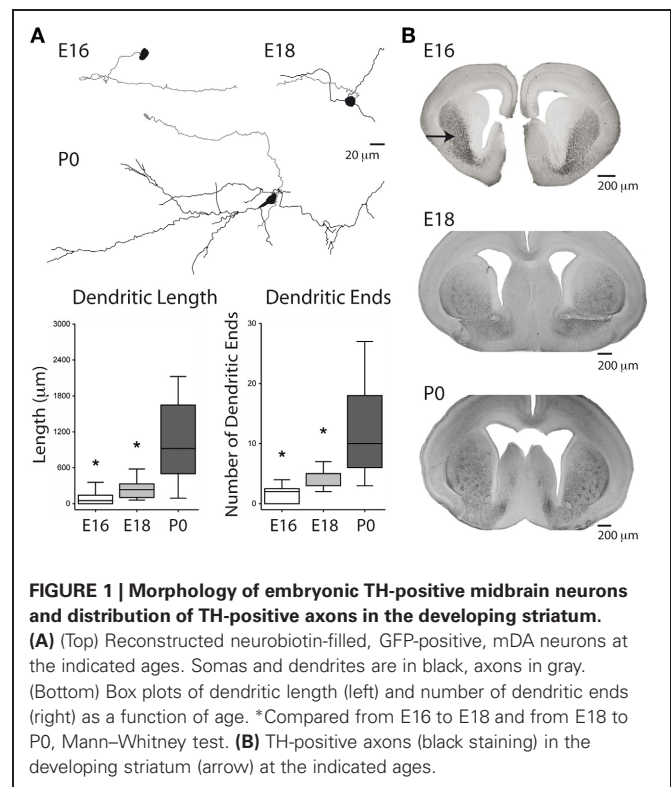 A
E16
E18
20 µm
P0
Dendritic Length
Length (µm)
3000
2400
1800
1200
600
0
*
*
E16 E18 P0
Dendritic Ends
Number of Dendritic Ends
30
20
10
0
*
*
E16 E18 P0
B
E16
200 µm
E18
200 µm
P0
200 µm
FIGURE 1 | Morphology of embryonic TH-positive midbrain neurons
and distribution of TH-positive axons in the developing striatum.
(A) (Top) Reconstructed neurobiotin-filled, GFP-positive, mDA neurons at
the indicated ages. Somas and dendrites are in black, axons in gray.
(Bottom) Box plots of dendritic length (left) and number of dendritic ends
(right) as a function of age. *Compared from E16 to E18 and from E18 to
P0, Mann–Whitney test. (B) TH-positive axons (black staining) in the
developing striatum (arrow) at the indicated ages.